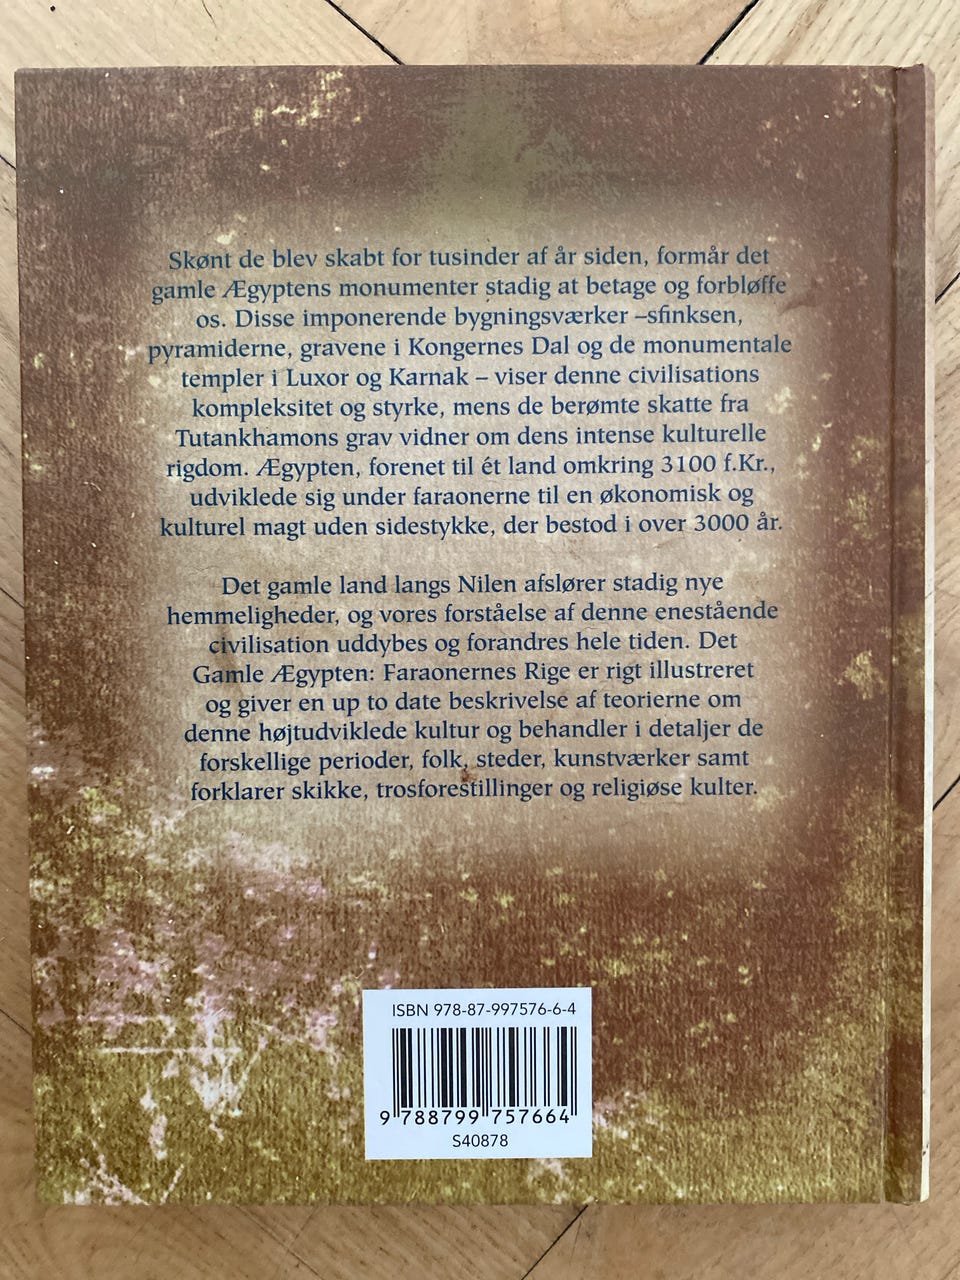 Skønt de blev skabt for tusinder af år siden, formår det
gamle Ægyptens monumenter stadig at betage og forbløffe
os. Disse imponerende bygningsværker –sfinksen,
pyramiderne, gravene i Kongernes Dal og de monumentale
templer i Luxor og Karnak – viser denne civilisations
kompleksitet og styrke, mens de berømte skatte fra
Tutankhamons grav vidner om dens intense kulturelle
rigdom. Ægypten, forenet til ét land omkring 3100 f.Kr.,
udviklede sig under faraonerne til en økonomisk og
kulturel magt uden sidestykke, der bestod i over 3000 år.
Det gamle land langs Nilen afslører stadig nye
hemmeligheder, og vores forståelse af denne enestående
civilisation uddybes og forandres hele tiden. Det
Gamle Ægypten: Faraonernes Rige er rigt illustreret
og giver en up to date beskrivelse af teorierne om
denne højtudviklede kultur og behandler i detaljer de
forskellige perioder, folk, steder, kunstværker samt
forklarer skikke, trosforestillinger og religiøse kulter.
ISBN 978-87-997576-6-4
9 788799 757664
S40878